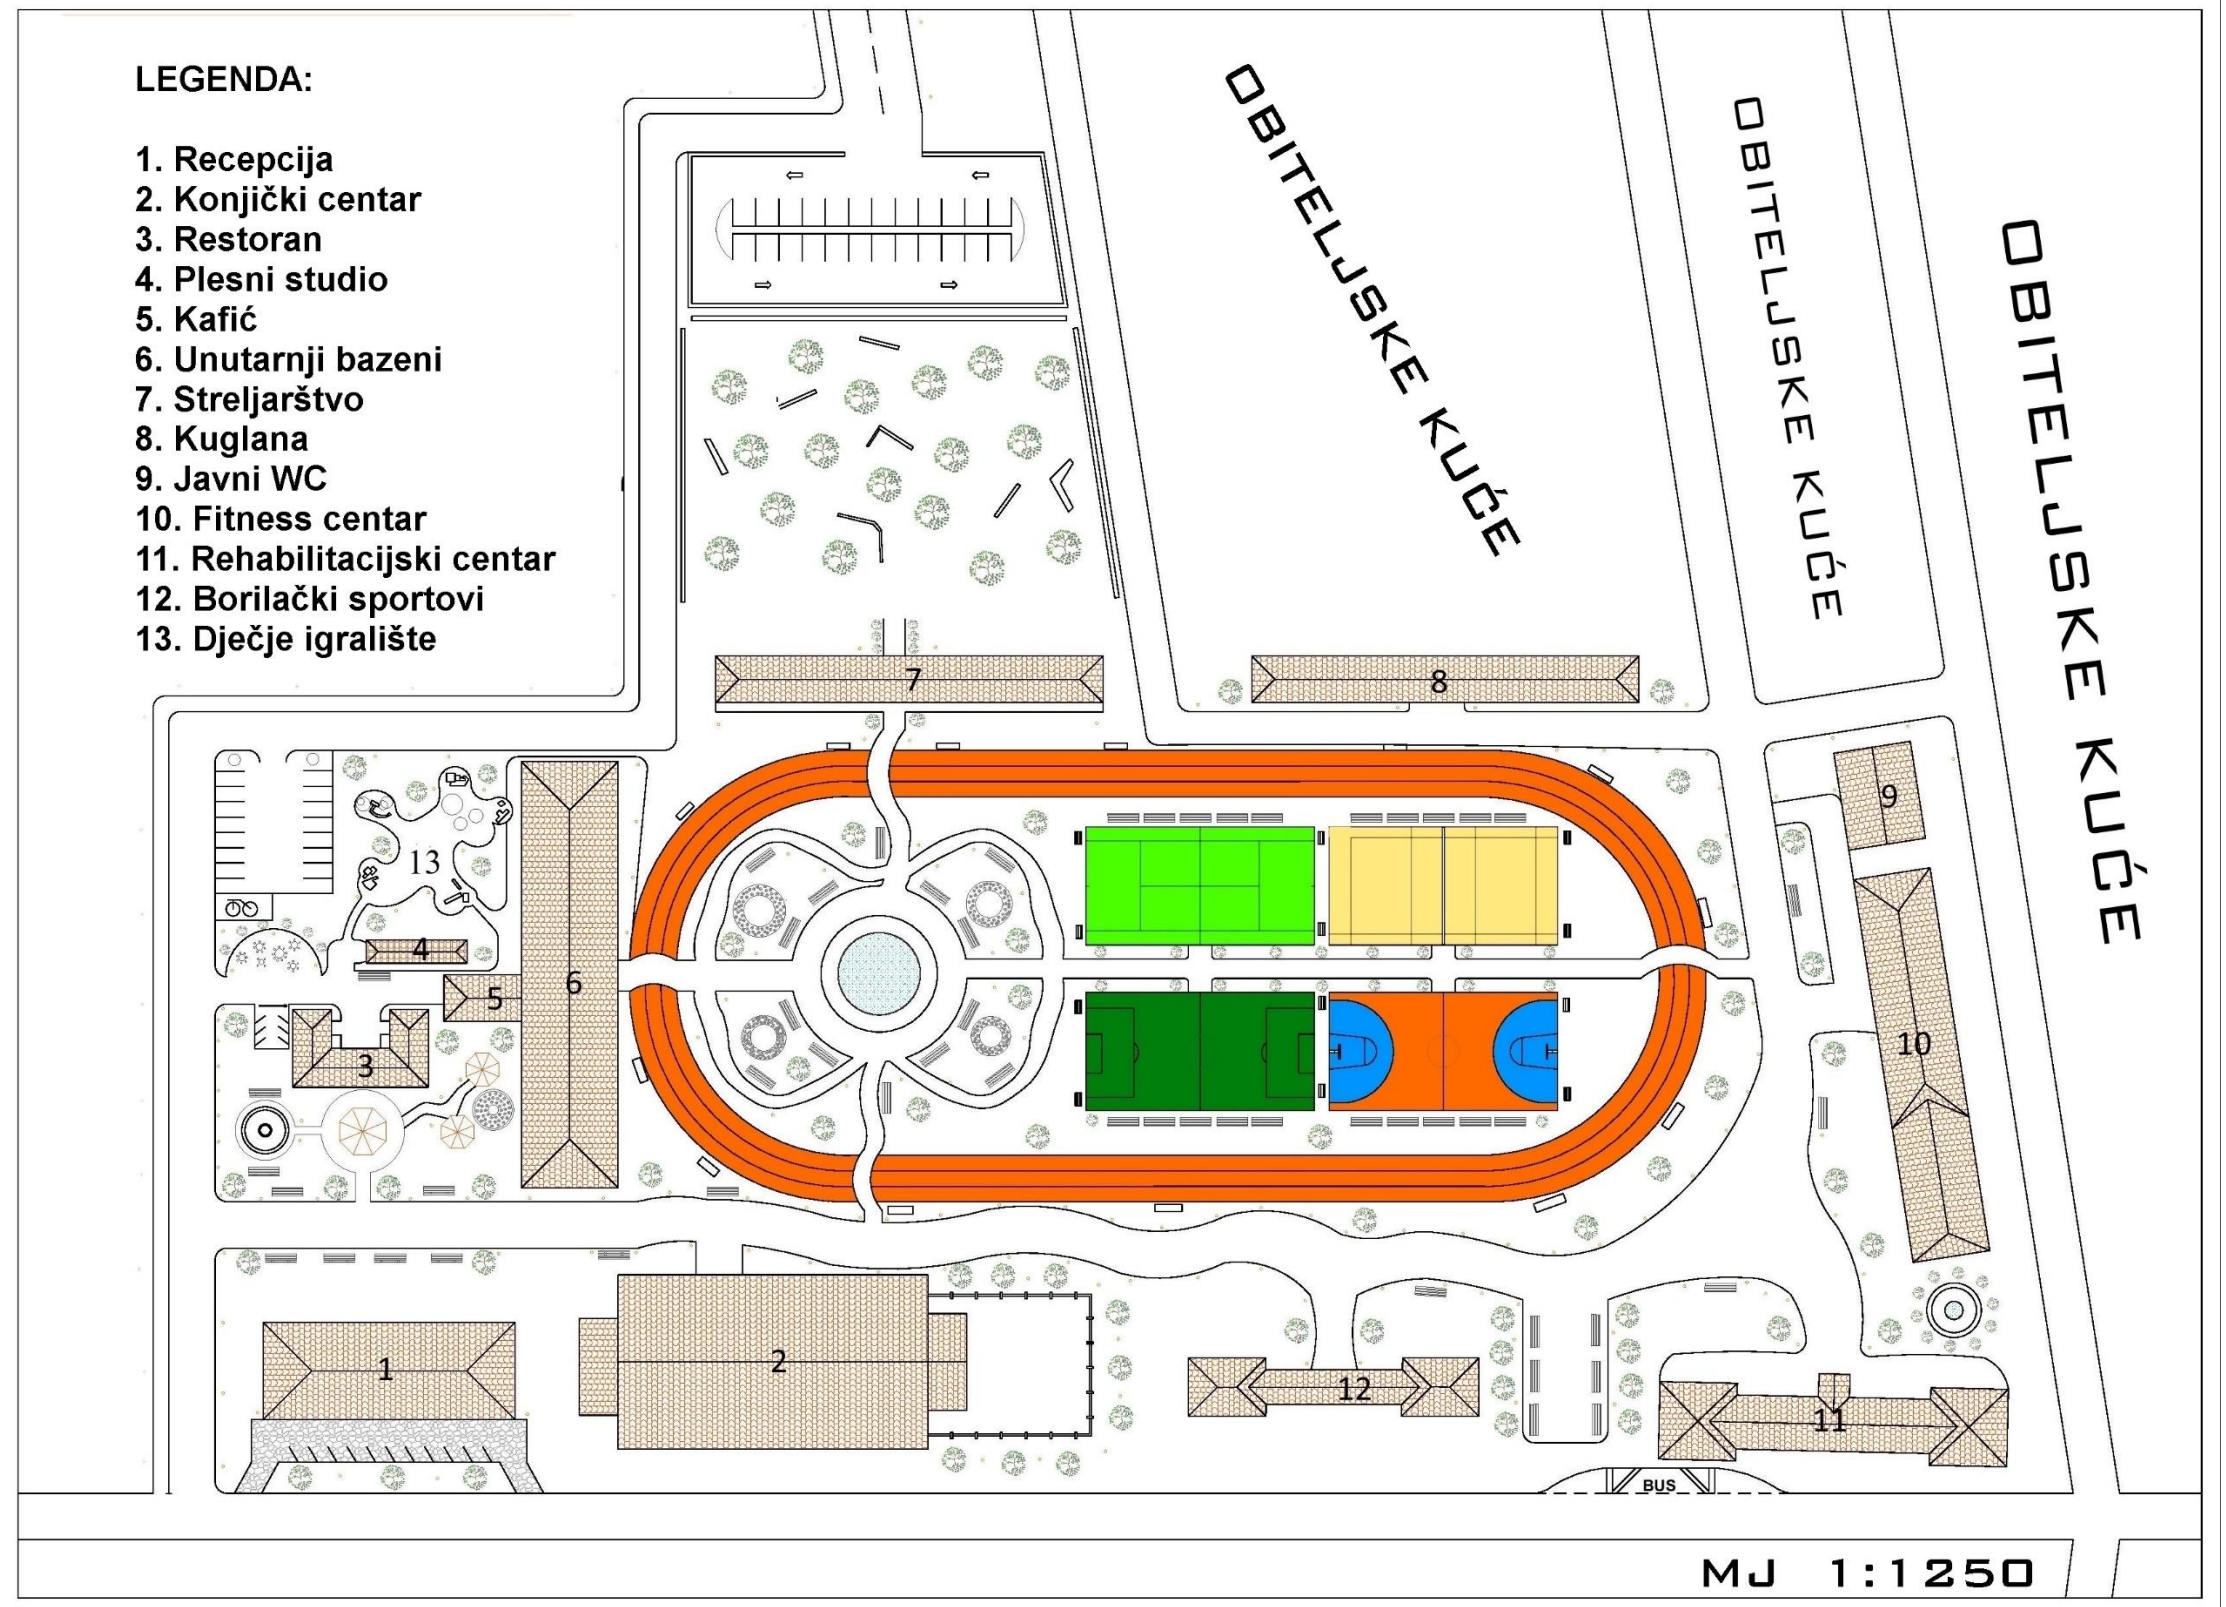 LEGENDA:
1. Recepcija
2. Konjički centar
3. Restoran
4. Plesni studio
5. Kafić
6. Unutarnji bazeni
7. Streljarštvo
8. Kuglana
9. Javni WC
10. Fitness centar
11. Rehabilitacijski centar
12. Borilački sportovi
13. Dječje igralište
OBITELJSKE KUĆE
OBITELJSKE KUĆE
OBITELJSKE KUĆE
7
8
9
13
4
6
5
10
3
1
2
12
11
BUS
MJ 1:1250